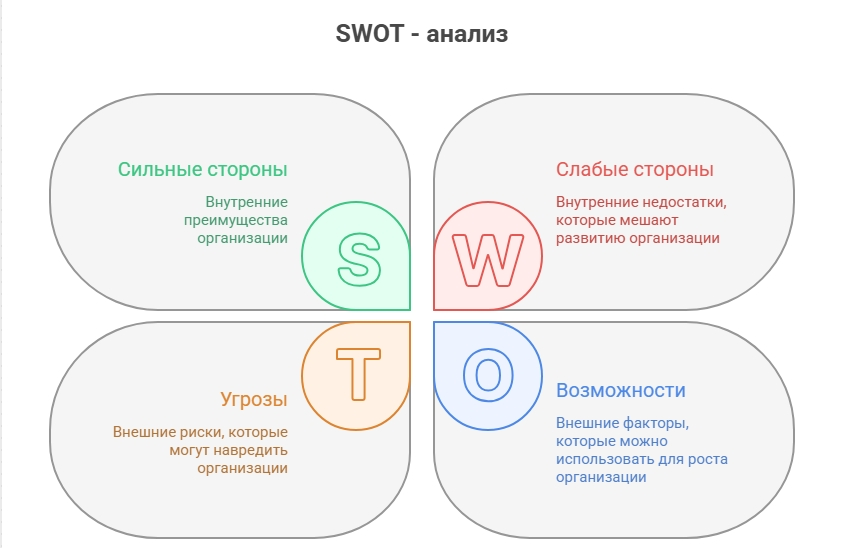 SWOT - анализ
Сильные стороны
Внутренние
преимущества
организации
S
Слабые стороны
Внутренние недостатки,
которые мешают
развитию организации
W
Угрозы
Внешние риски, которые
могут навредить
организации
T
Возможности
Внешние факторы,
которые можно
использовать для роста
организации
O